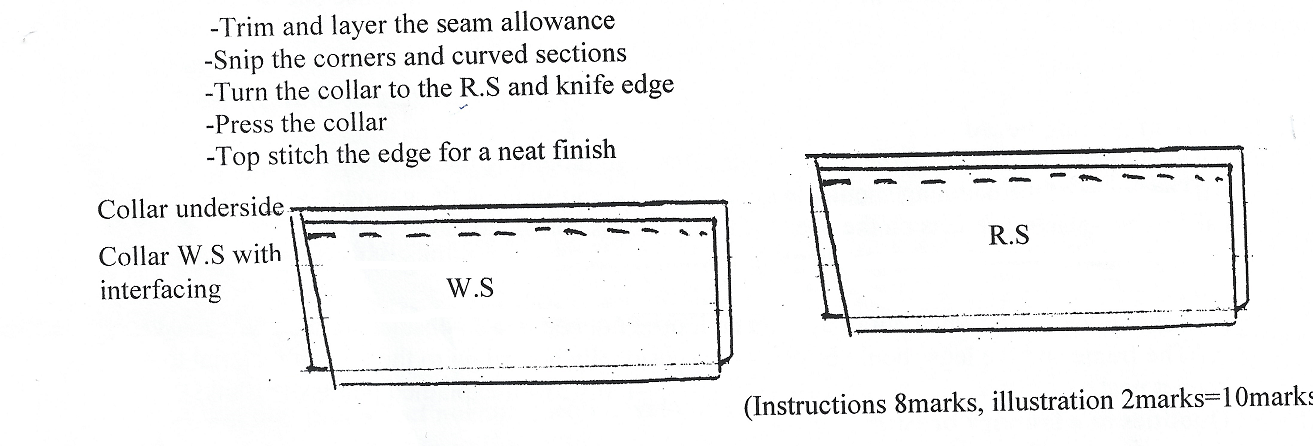 -Trim and layer the seam allowance
-Snip the corners and curved sections
-Turn the collar to the R.S and knife edge
-Press the collar
-Top stitch the edge for a neat finish
Collar underside
Collar W.S with
interfacing
W.S
R.S
(Instructions 8marks, illustration 2marks=10marks